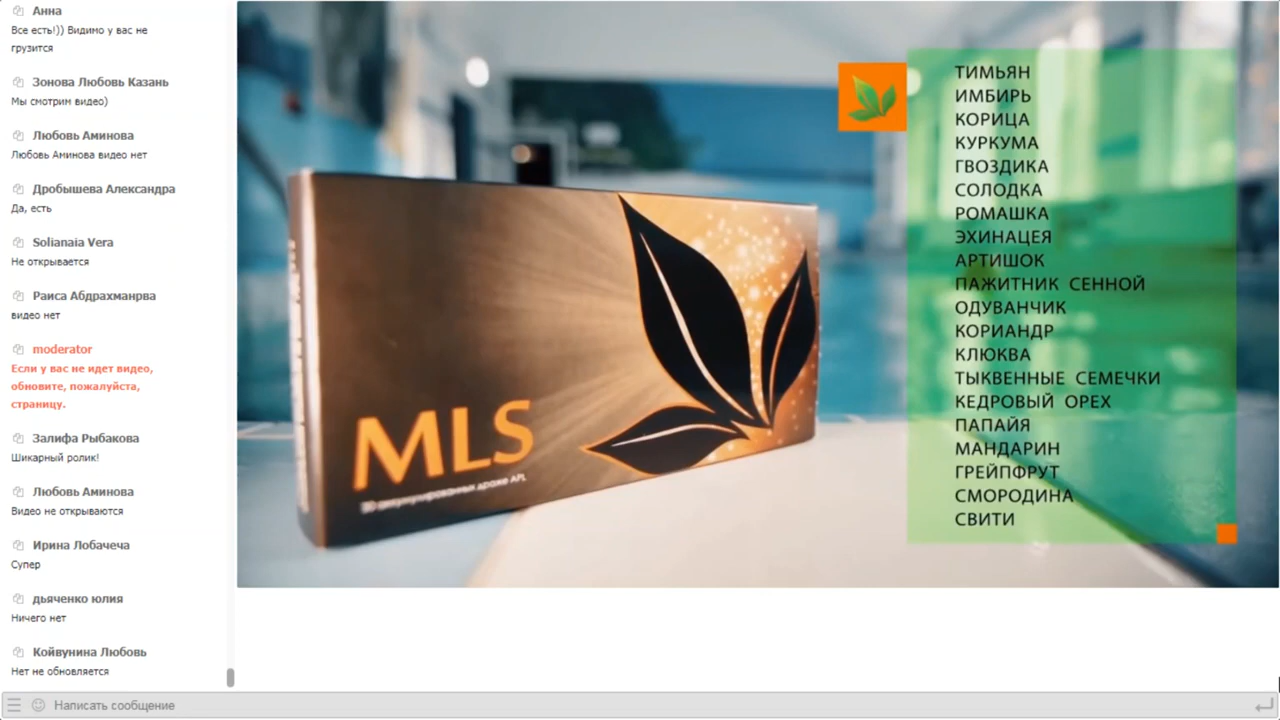 Анна
Все есть!)) Видимо у вас не
грузится
Зонова Любовь Казань
Мы смотрим видео)
Любовь Аминова
Любовь Аминова видео нет
Дробышева Александра
Да, есть
Solianaia Vera
Не открывается
Раиса Абдрахманрва
видео нет
moderator
Если у вас не идет видео,
обновите, пожалуйста,
страницу.
Залифа Рыбакова
Шикарный ролик!
Любовь Аминова
Видео не открываются
Ирина Лобачеча
Супер
дьяченко юлия
Ничего нет
Койвунина Любовь
Нет не обновляется
Написать сообщение
MLS
30 аккумулированных драже APL
ТИМЬЯН
ИМБИРЬ
КОРИЦА
КУРКУМА
ГВОЗДИКА
СОЛОДКА
РОМАШКА
ЭХИНАЦЕЯ
АРТИШОК
ПАЖИТНИК СЕННОЙ
ОДУВАНЧИК
КОРИАНДР
КЛЮКВА
ТЫКВЕННЫЕ СЕМЕЧКИ
КЕДРОВЫЙ ОРЕХ
ПАПАЙЯ
МАНДАРИН
ГРЕЙПФРУТ
СМОРОДИНА
СВИТИ